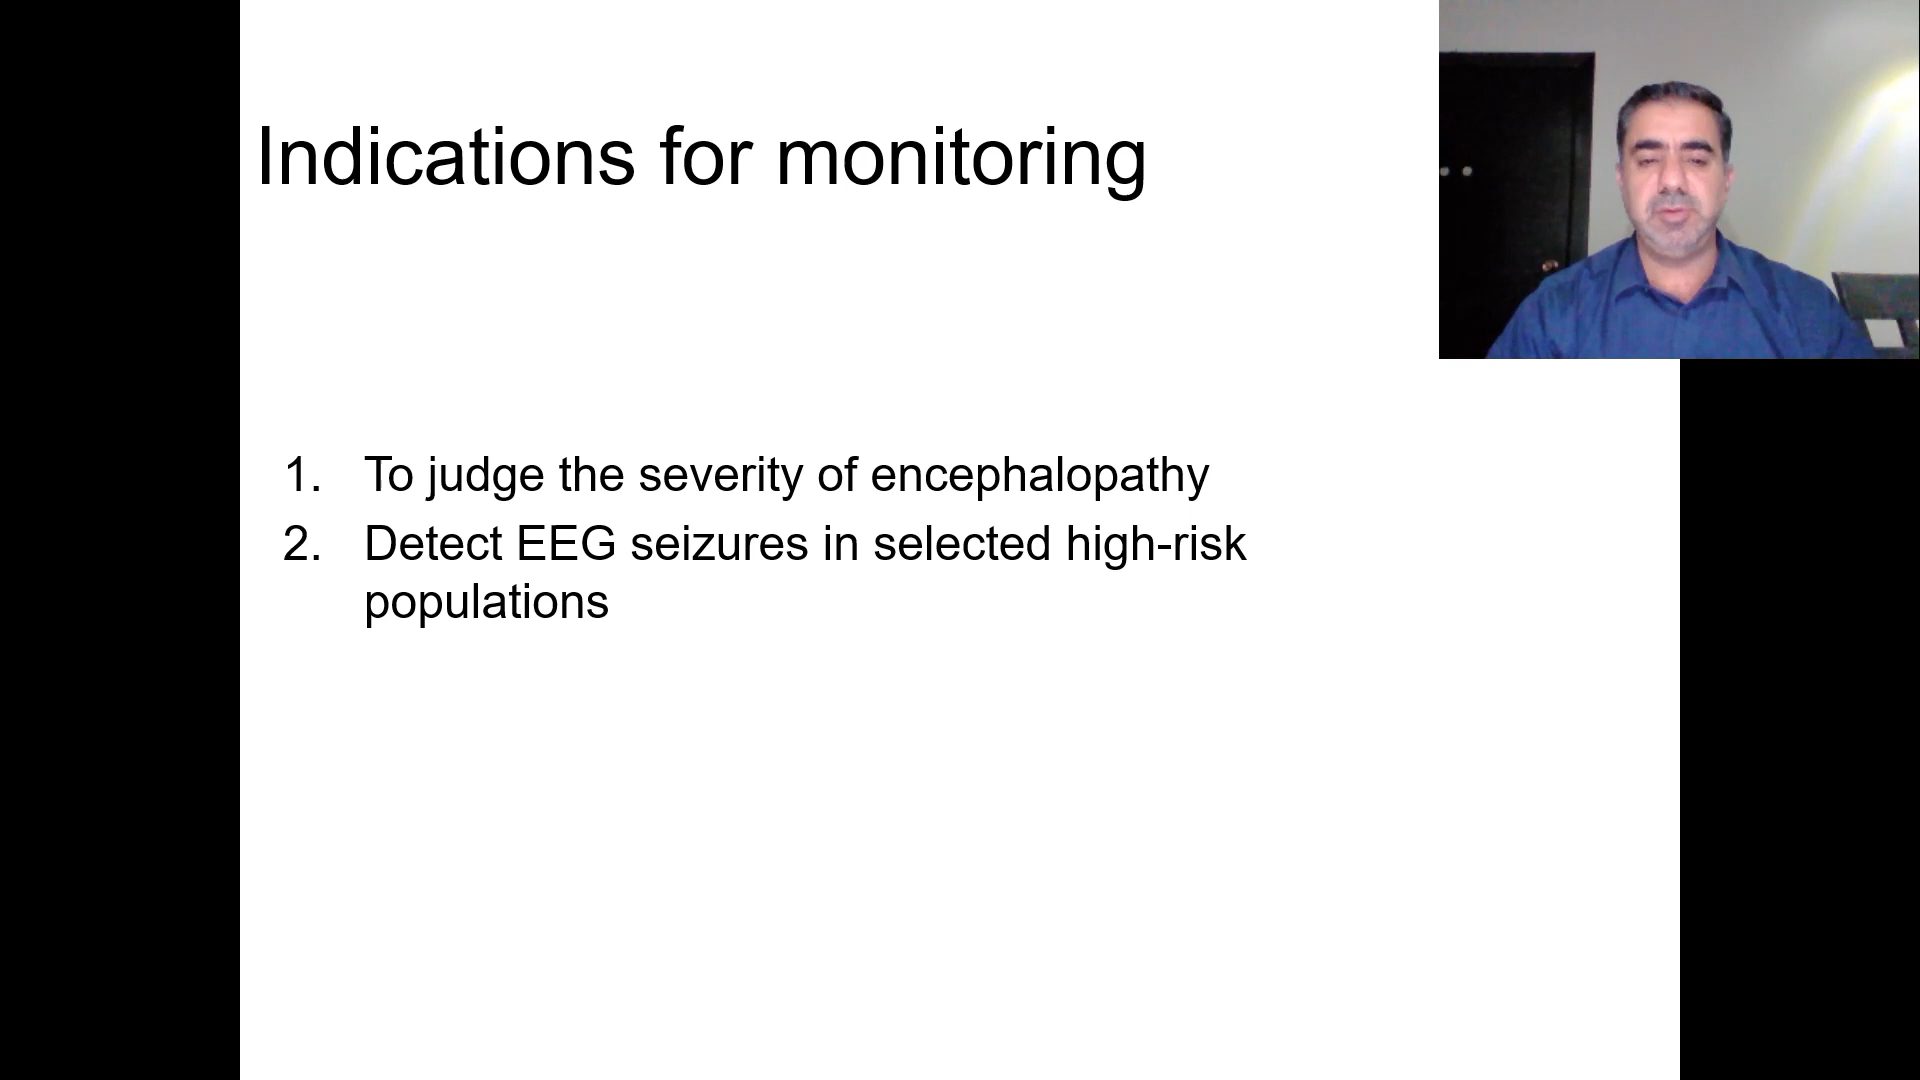 Indications for monitoring
1. To judge the severity of encephalopathy
2. Detect EEG seizures in selected high-risk
populations